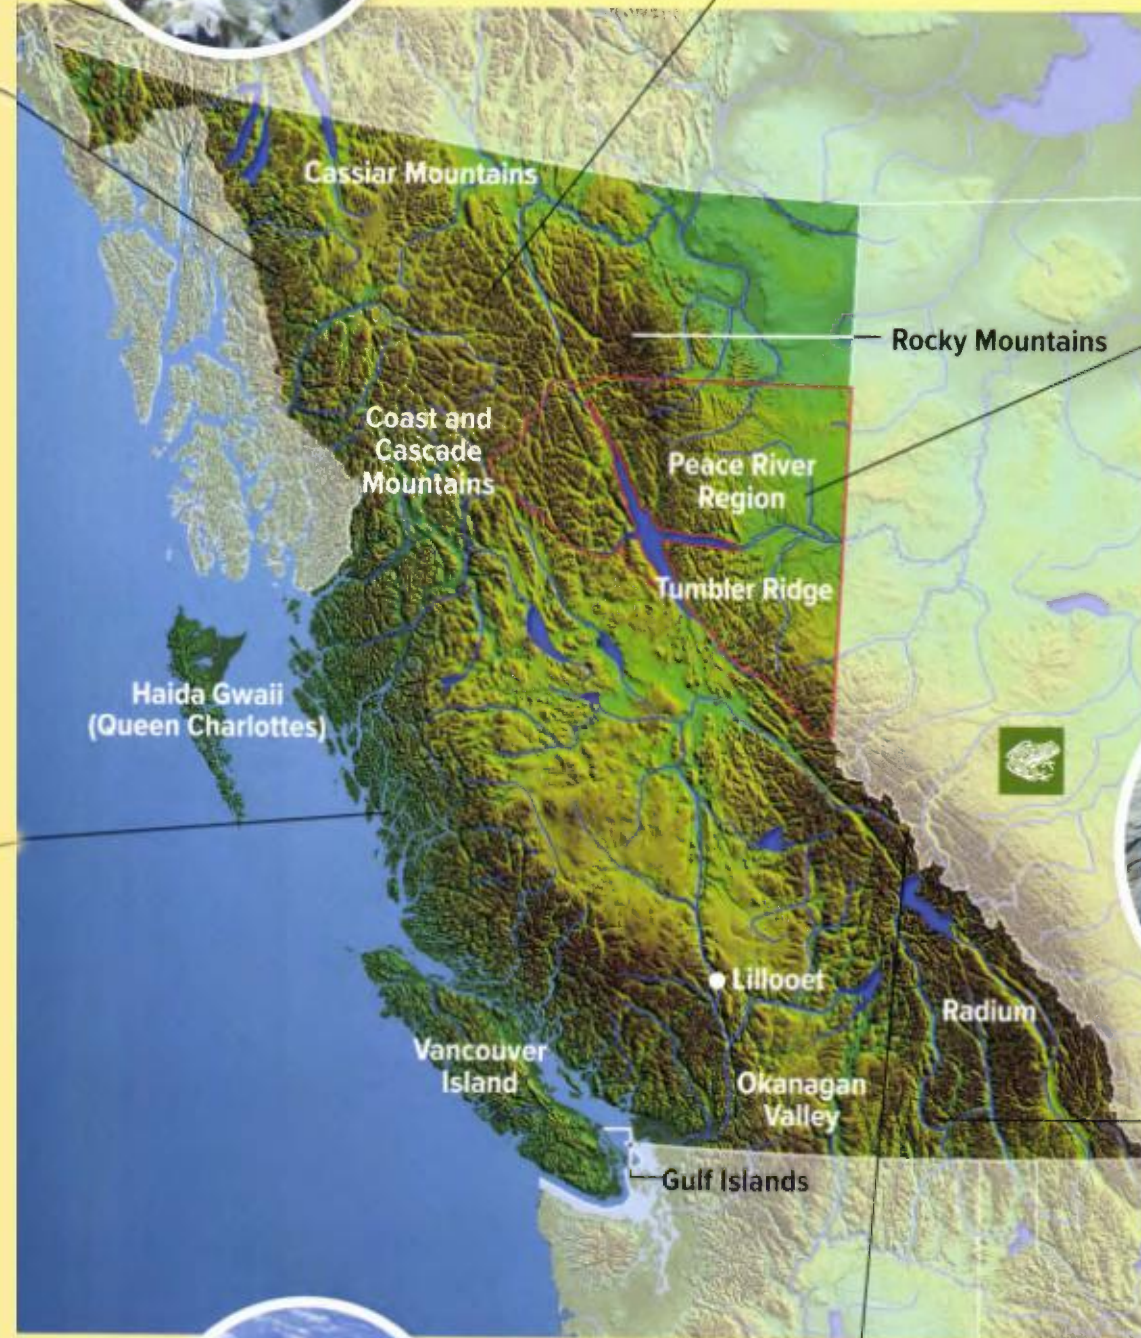 Cassiar Mountains
Rocky Mountains
Coast and
Cascade
Mountains
Peace River
Region
Tumbler Ridge
Haida Gwaii
(Queen Charlottes)
Lillooet
Radium
Vancouver
Island
Okanagan
Valley
Gulf Islands